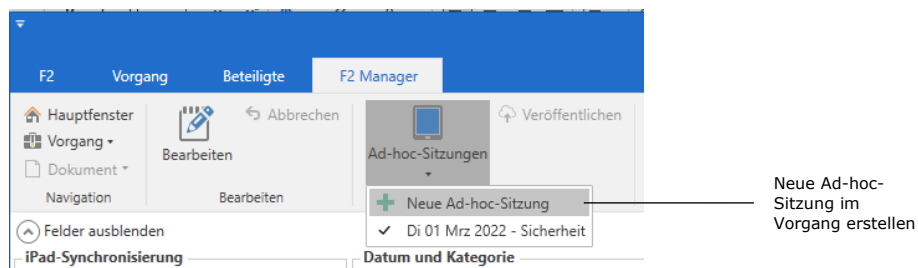 F2 Vorgang Beteiligte F2 Manager
Hauptfenster
Vorgang
Dokument
Navigation
Bearbeiten
Abbrechen
Bearbeiten
Ad-hoc-Sitzungen
Veröffentlichen
Neue Ad-hoc-Sitzung
Di 01 Mrz 2022 - Sicherheit
Neue Ad-hoc-
Sitzung im
Vorgang erstellen
Felder ausblenden
iPad-Synchronisierung
Datum und Kategorie